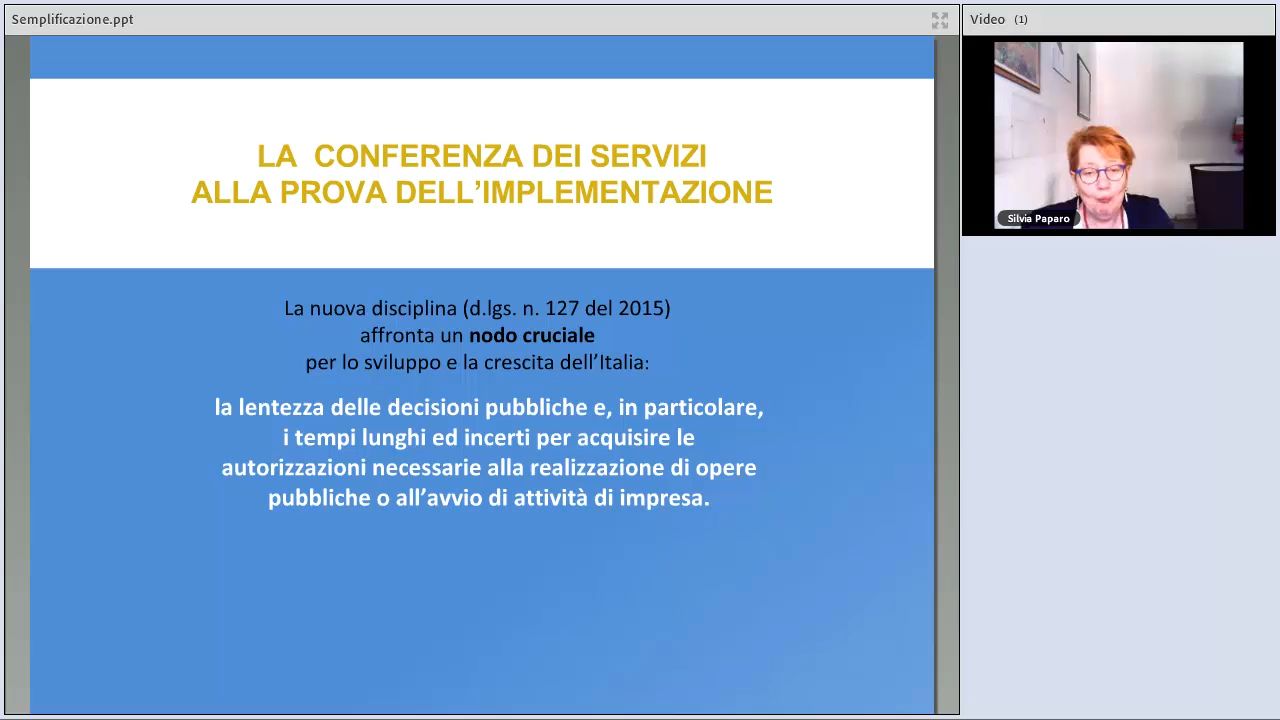 Semplificazione.ppt
LA CONFERENZA DEI SERVIZI
ALLA PROVA DELL’IMPLEMENTAZIONE
La nuova disciplina (d.lgs. n. 127 del 2015)
affronta un nodo cruciale
per lo sviluppo e la crescita dell’Italia:
la lentezza delle decisioni pubbliche e, in particolare,
i tempi lunghi ed incerti per acquisire le
autorizzazioni necessarie alla realizzazione di opere
pubbliche o all’avvio di attività di impresa.
Video (1)
Silvia Paparo